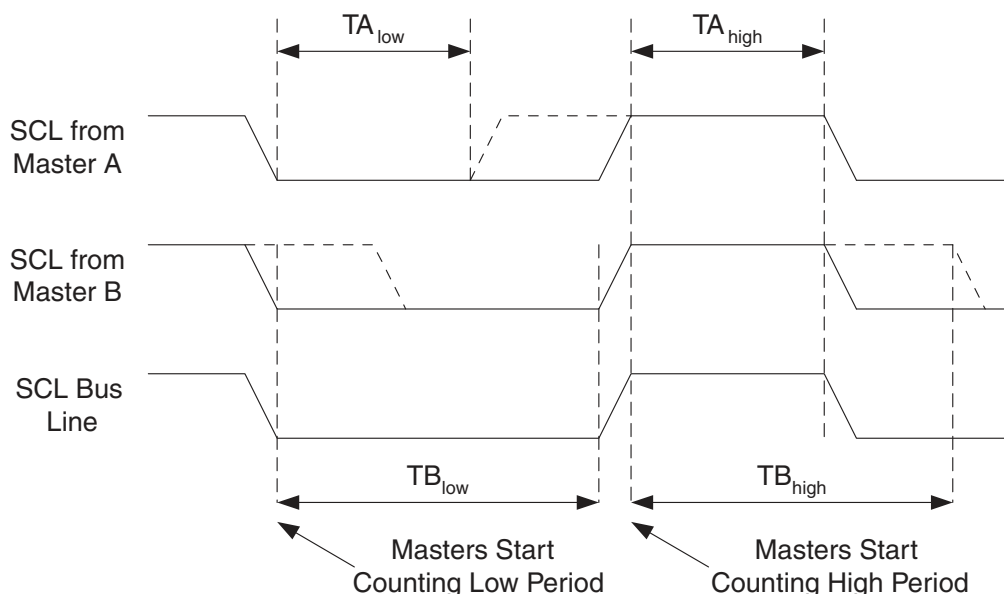 TA low
TA high
SCL from
Master A
SCL from
Master B
SCL Bus
Line
TB low
TB high
Masters Start
Counting Low Period
Masters Start
Counting High Period